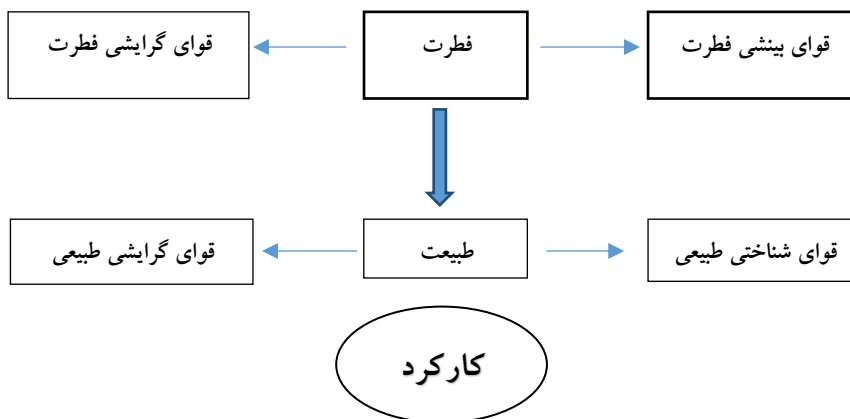 قوای بینشی فطرت
فطرت
قوای گرایشی فطرت
قوای شناختی طبیعی
طبیعت
قوای گرایشی طبیعی
کارکرد